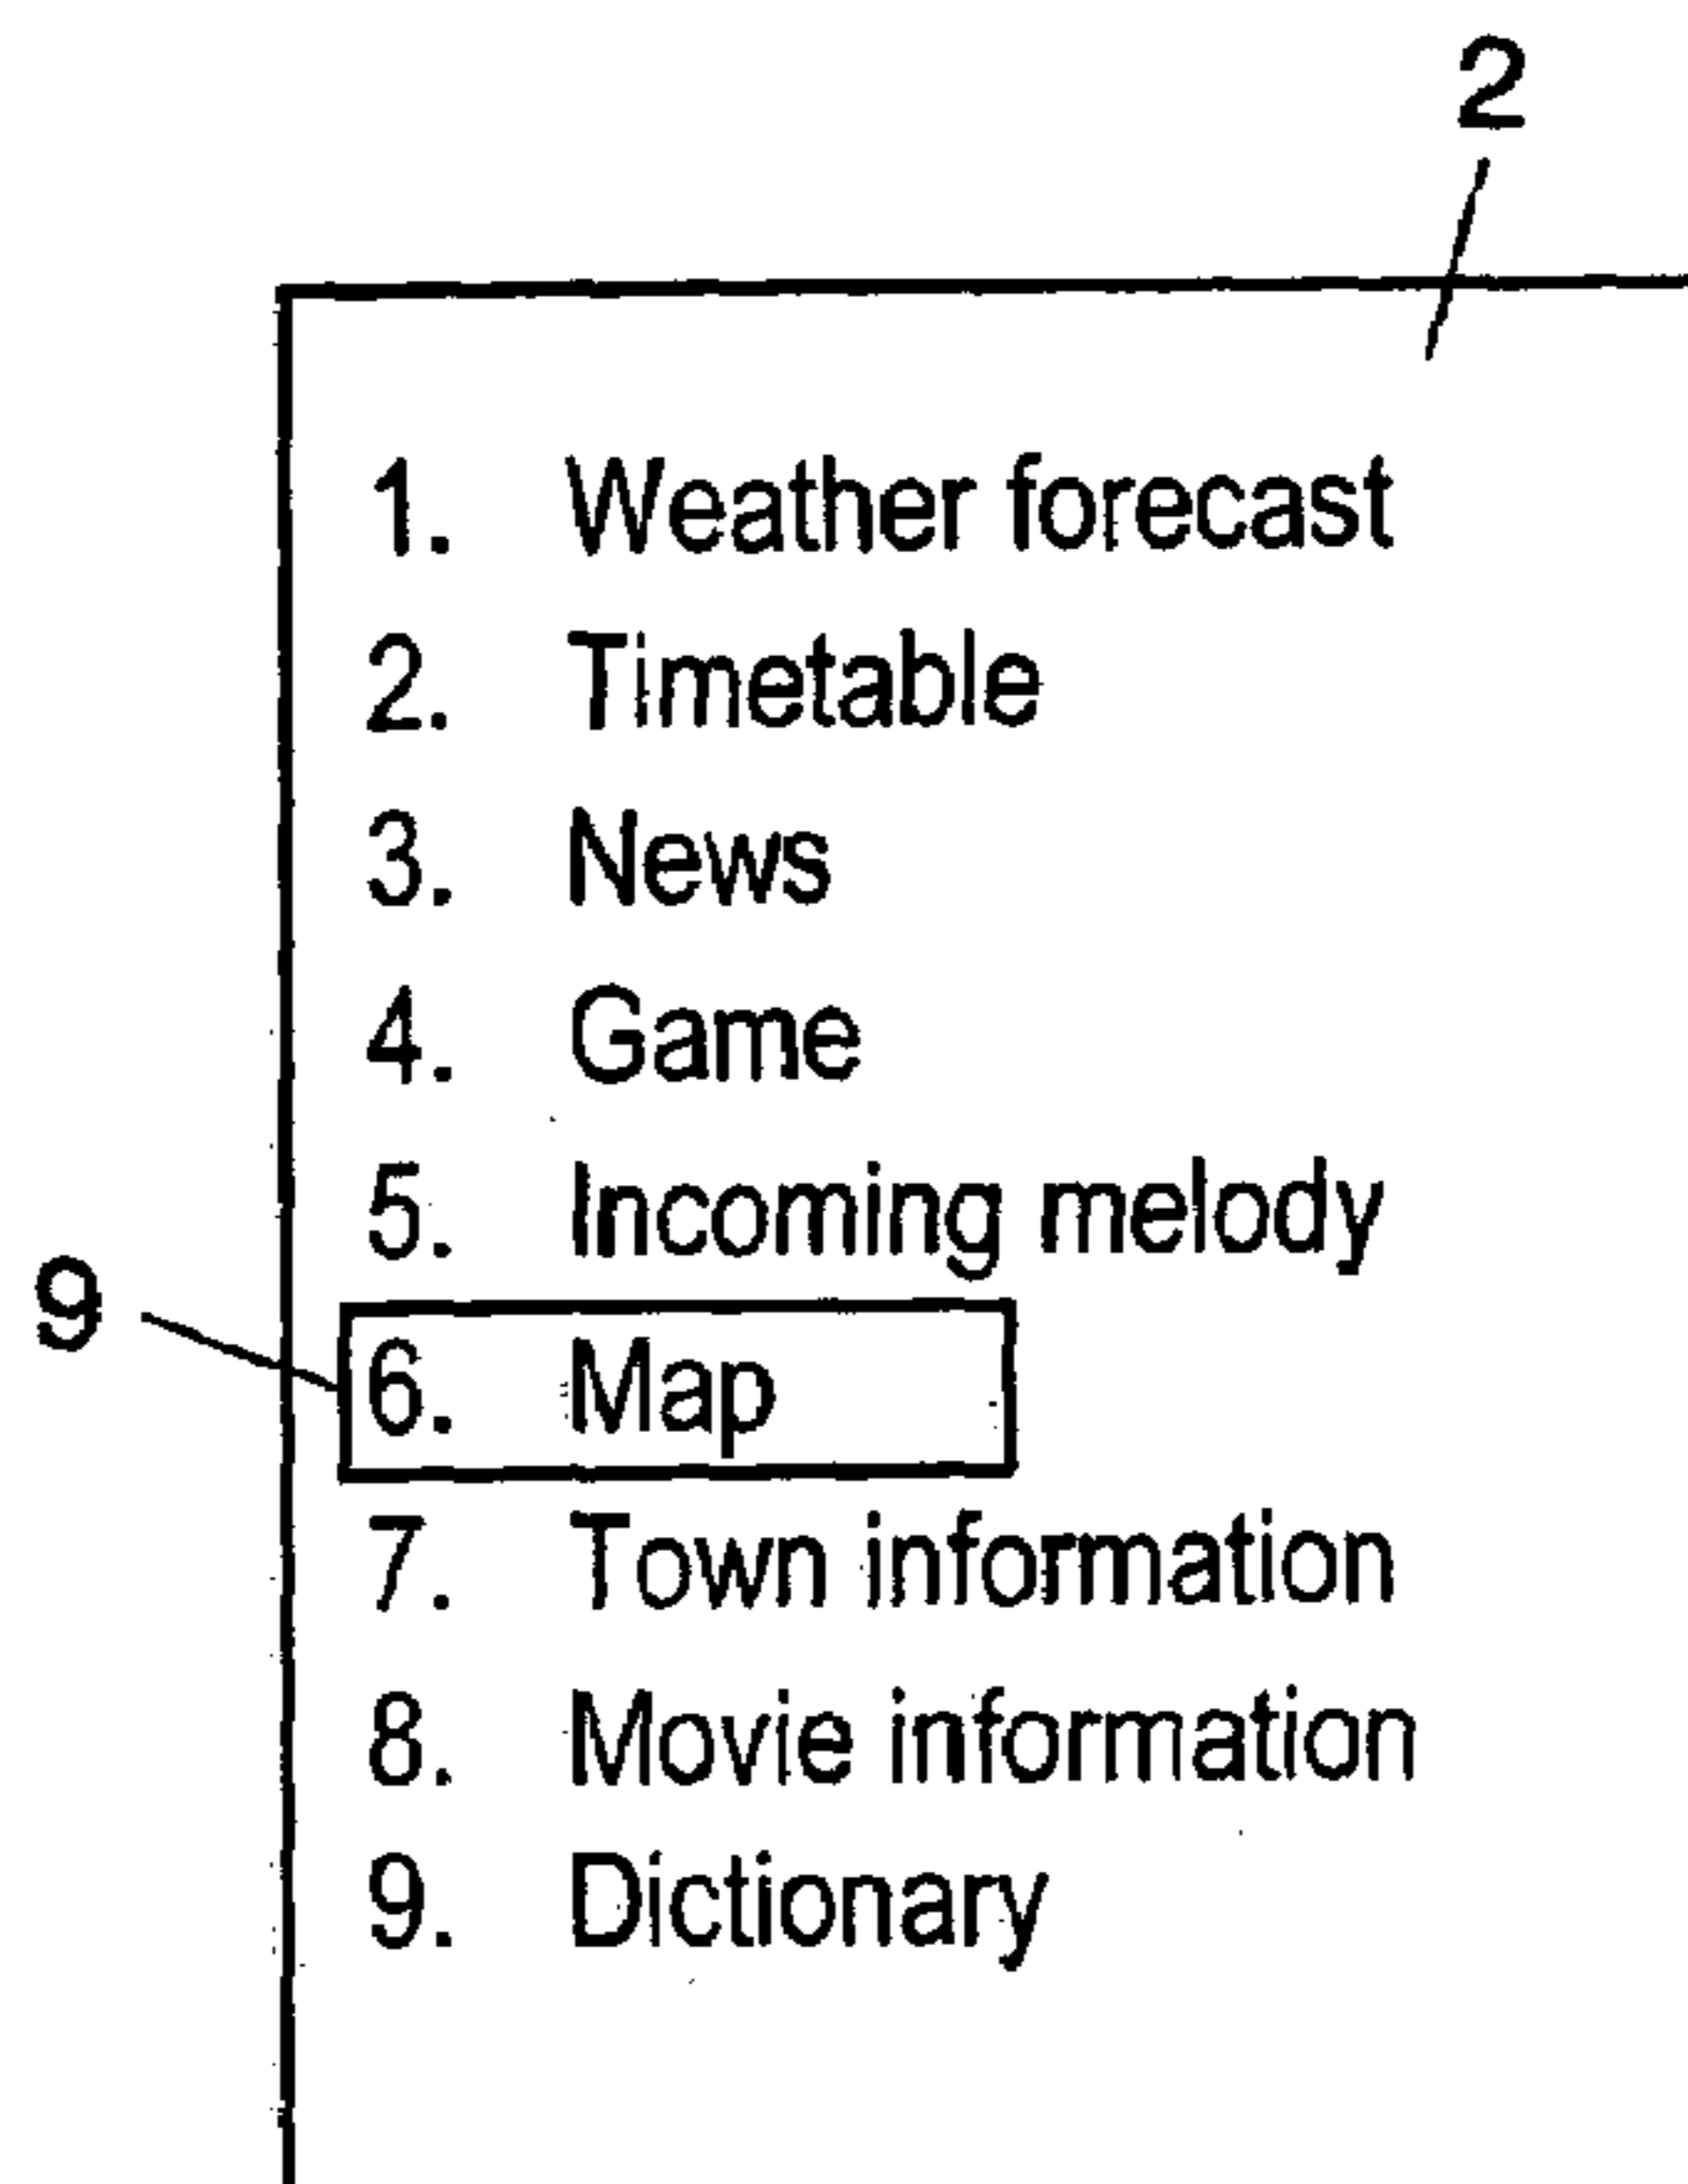 2
1. Weather forecast
2. Timetable
3. News
4. Game
5. Incoming melody
9
6. Map
7. Town information
8. Movie information
9. Dictionary